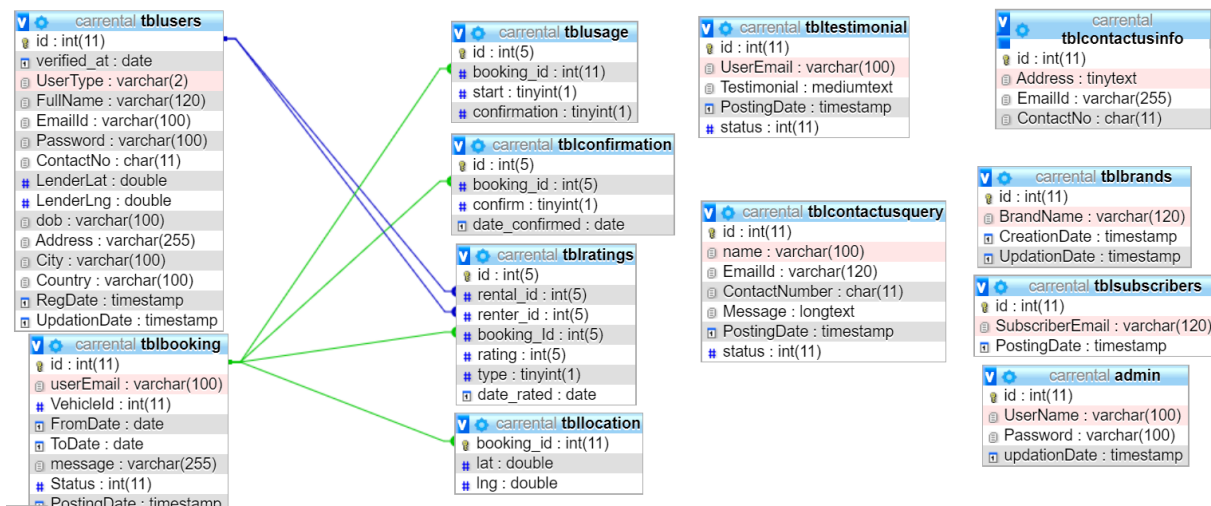 carrental tblusers
id : int(11)
verified_at : date
UserType : varchar(2)
FullName : varchar(120)
EmailId : varchar(100)
Password : varchar(100)
ContactNo : char(11)
LenderLat : double
LenderLng : double
dob : varchar(100)
Address : varchar(255)
City : varchar(100)
Country : varchar(100)
RegDate : timestamp
UpdationDate : timestamp
carrental tblbooking
id : int(11)
userEmail : varchar(100)
VehicleId : int(11)
FromDate : date
ToDate : date
message : varchar(255)
Status : int(11)
PostingDate : timestamp
carrental tblusage
id : int(5)
booking_id : int(11)
start : tinyint(1)
confirmation : tinyint(1)
carrental tblconfirmation
id : int(5)
booking_id : int(5)
confirm : tinyint(1)
date_confirmed : date
carrental tblratings
id : int(5)
rental_id : int(5)
renter_id : int(5)
booking_Id : int(5)
rating : int(5)
type : tinyint(1)
date_rated : date
carrental tbllocation
booking_id : int(11)
lat : double
lng : double
carrental tbltestimonial
id : int(11)
UserEmail : varchar(100)
Testimonial : mediumtext
PostingDate : timestamp
status : int(11)
carrental tblcontactusquery
id : int(11)
name : varchar(100)
EmailId : varchar(120)
ContactNumber : char(11)
Message : longtext
PostingDate : timestamp
status : int(11)
carrental
tblcontactusinfo
id : int(11)
Address : tinytext
EmailId : varchar(255)
ContactNo : char(11)
carrental tblbrands
id : int(11)
BrandName : varchar(120)
CreationDate : timestamp
UpdationDate : timestamp
carrental tblsubscribers
id : int(11)
SubscriberEmail : varchar(120)
PostingDate : timestamp
carrental admin
id : int(11)
UserName : varchar(100)
Password : varchar(100)
updationDate : timestamp